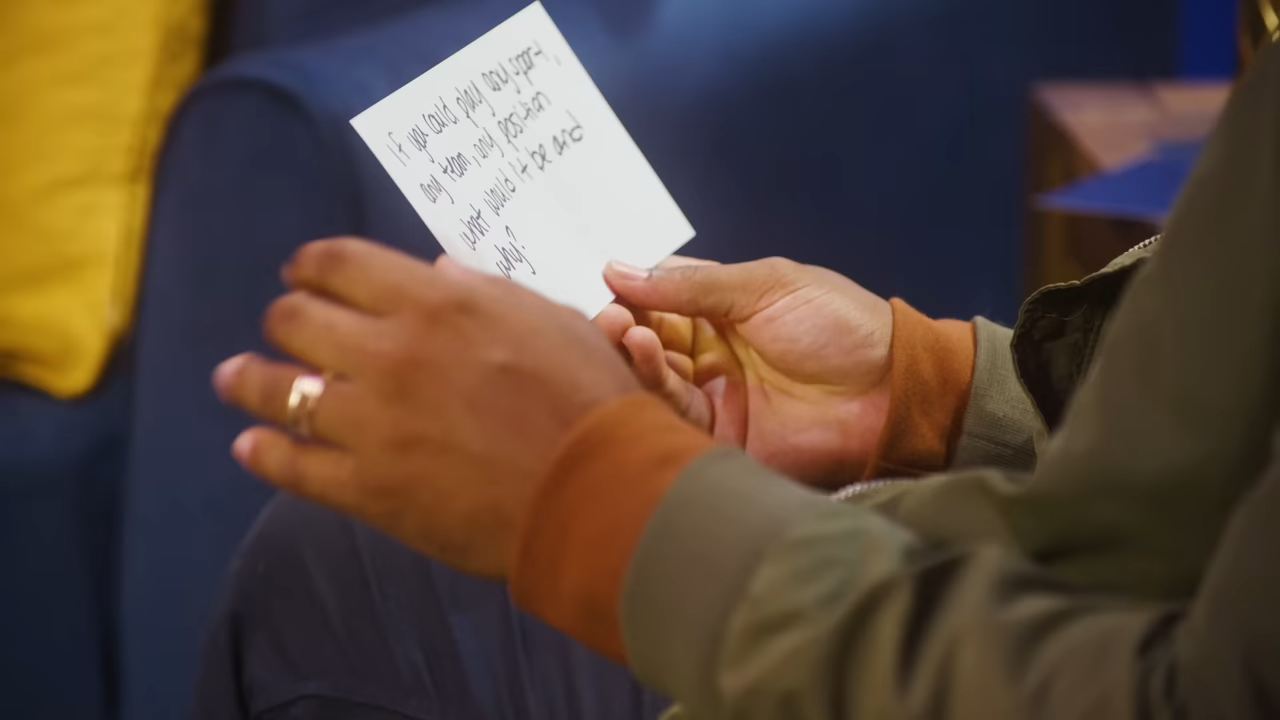 If you could play any sport,
any team, any position
what would it be and
why?